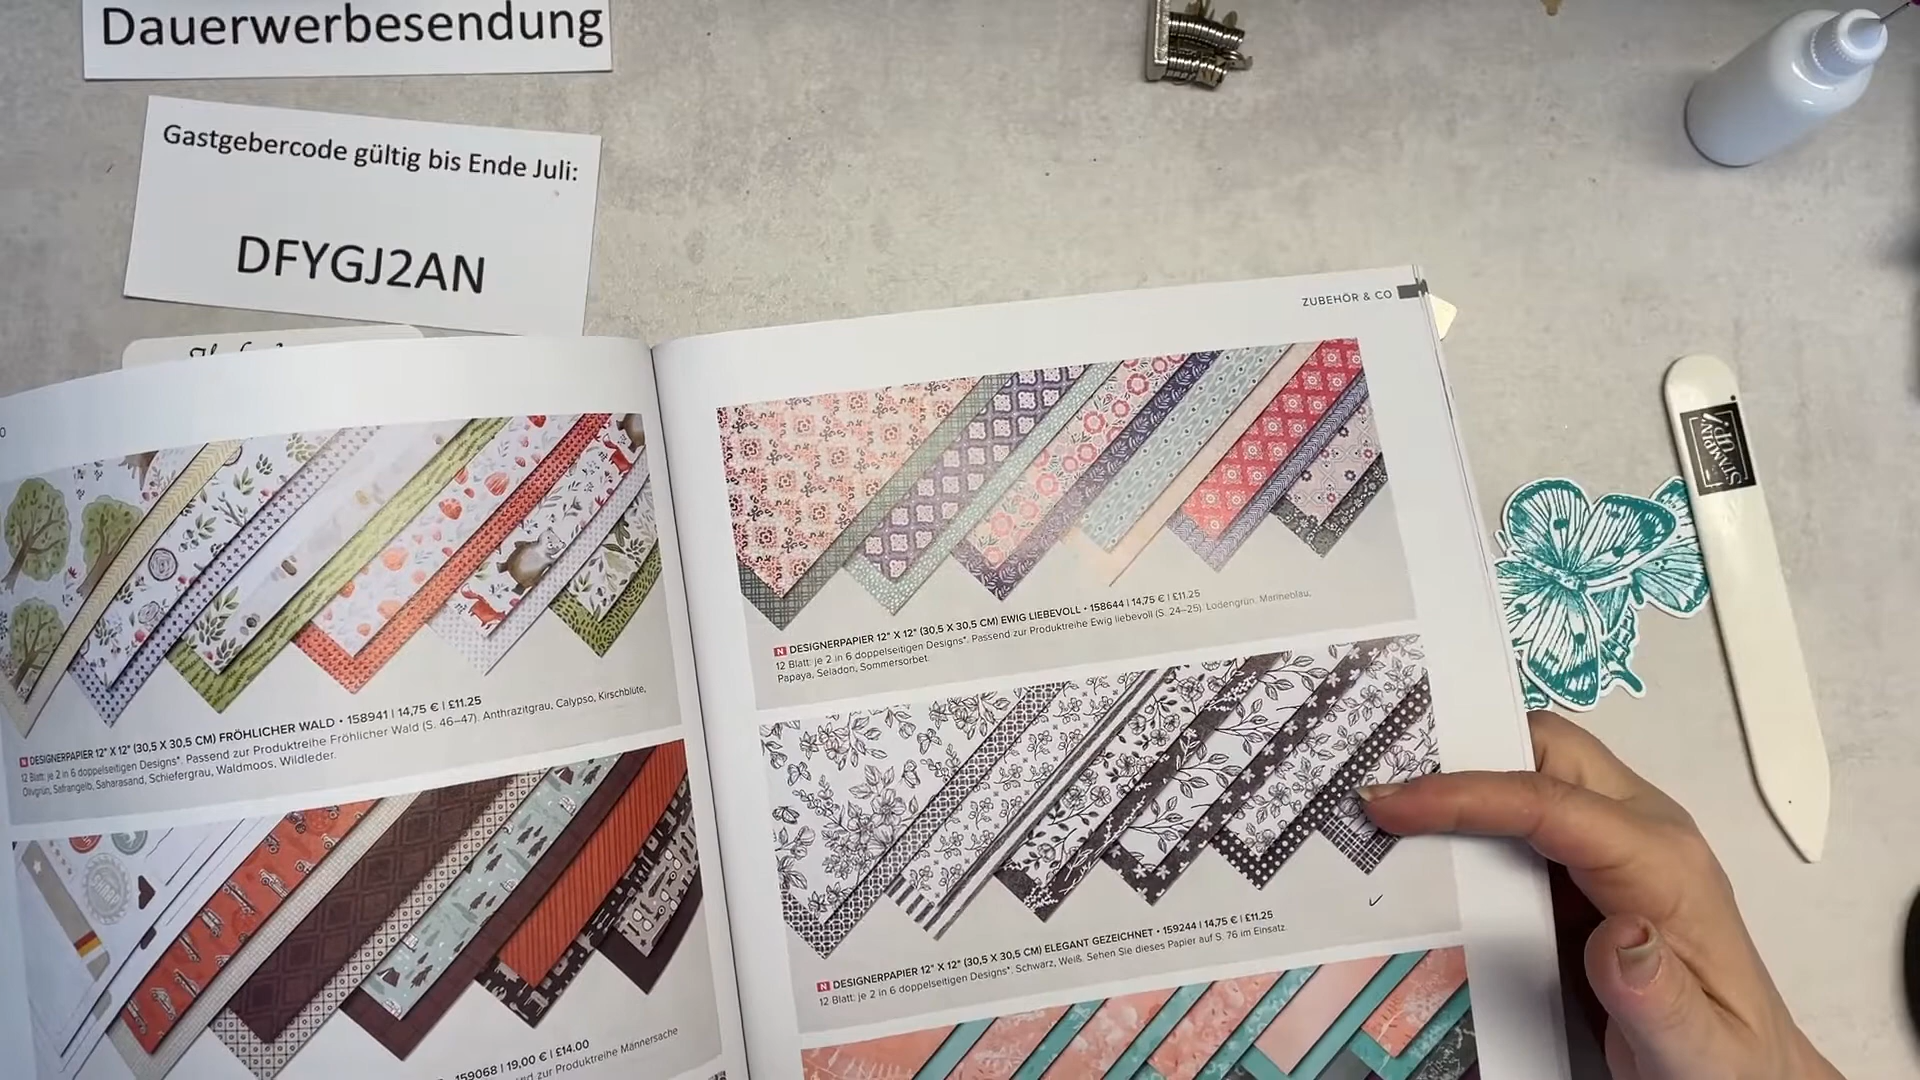 Dauerwerbesendung
Gastgebercode gültig bis Ende Juli:
DFYGJ2AN
ZUBEHÖR & CO
N DESIGNERPAPIER 12" X 12" (30,5 X 30,5 CM) FRÖHLICHER WALD • 158941 | 14,75 € | £11.25
12 Blatt: je 2 in 6 doppelseitigen Designs*. Passend zur Produktreihe Fröhlicher Wald (S. 46–47). Anthrazitgrau, Calypso, Kirschblüte,
Olivgrün, Safrangelb, Saharasand, Schiefergrau, Waldmoos, Wildleder.
159068 | 19,00 € | £14.00
zur Produktreihe Männersache
N DESIGNERPAPIER 12" X 12" (30,5 X 30,5 CM) EWIG LIEBEVOLL • 158644 | 14,75 € | £11.25
12 Blatt: je 2 in 6 doppelseitigen Designs*. Passend zur Produktreihe Ewig liebevoll (S. 24–25). Lodengrün, Marineblau,
Papaya, Seladon, Sommersorbet.
N DESIGNERPAPIER 12" X 12" (30,5 X 30,5 CM) ELEGANT GEZEICHNET • 159244 | 14,75 € | £11.25
12 Blatt: je 2 in 6 doppelseitigen Designs*. Schwarz, Weiß. Sehen Sie dieses Papier auf S. 76 im Einsatz.
STAMPIN' UP!